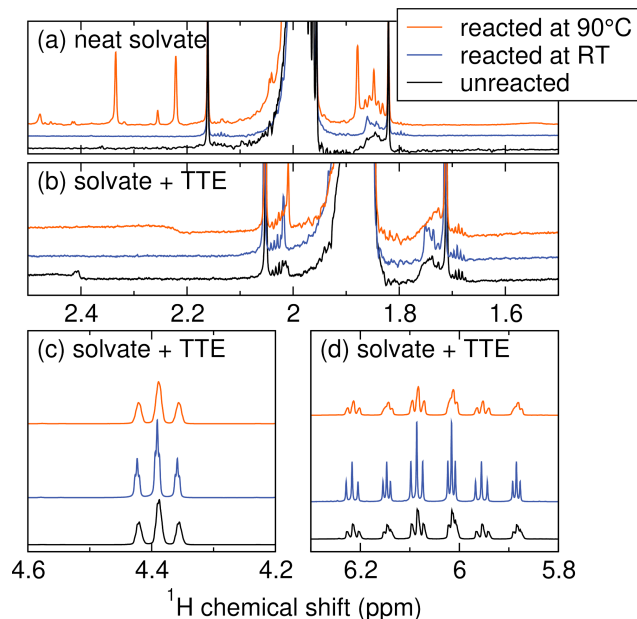 (a) neat solvate
reacted at 90°C
reacted at RT
unreacted
(b) solvate + TTE
2.4 2.2 2 1.8 1.6
(c) solvate + TTE
(d) solvate + TTE
4.6 4.4 4.2
6.2 6 5.8
¹H chemical shift (ppm)